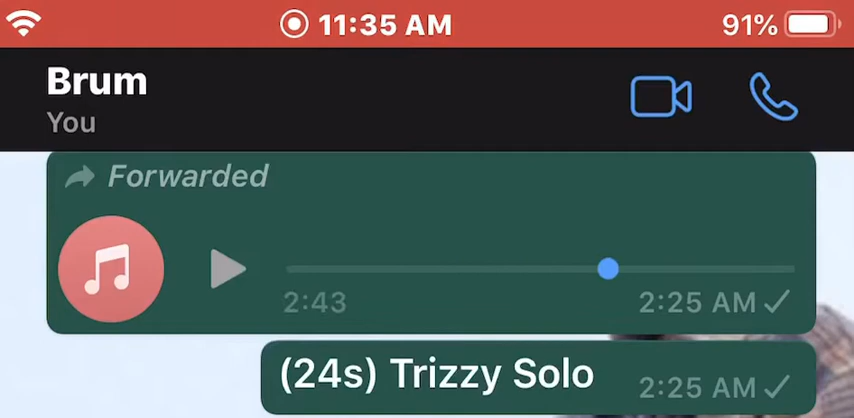 11:35 AM 91%
Brum
You
Forwarded
2:43 2:25 AM
(24s) Trizzy Solo 2:25 AM